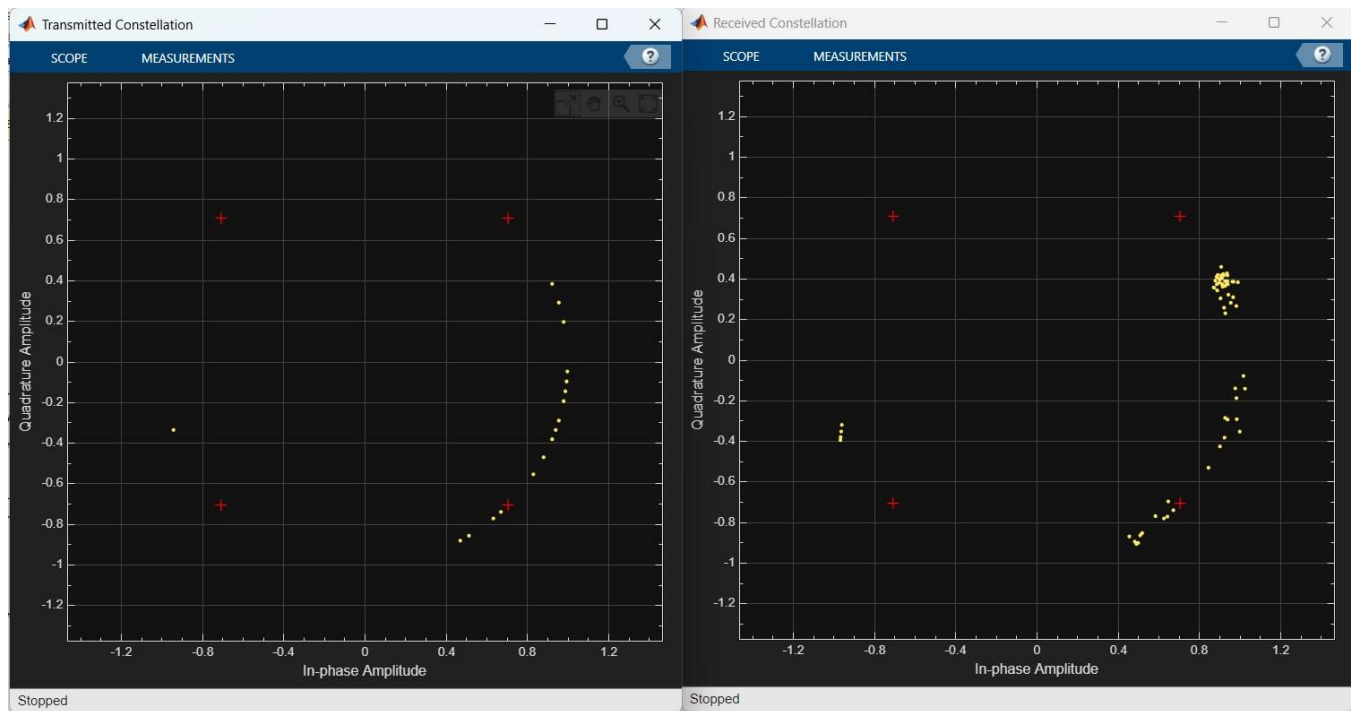 Transmitted Constellation
SCOPE MEASUREMENTS ?
1.2
1
0.8
0.6
0.4
0.2
0
-0.2
-0.4
-0.6
-0.8
-1
-1.2
Quadrature Amplitude
-1.2 -0.8 -0.4 0 0.4 0.8 1.2
In-phase Amplitude
Stopped
Received Constellation
SCOPE MEASUREMENTS ?
1.2
1
0.8
0.6
0.4
0.2
0
-0.2
-0.4
-0.6
-0.8
-1
-1.2
Quadrature Amplitude
-1.2 -0.8 -0.4 0 0.4 0.8 1.2
In-phase Amplitude
Stopped